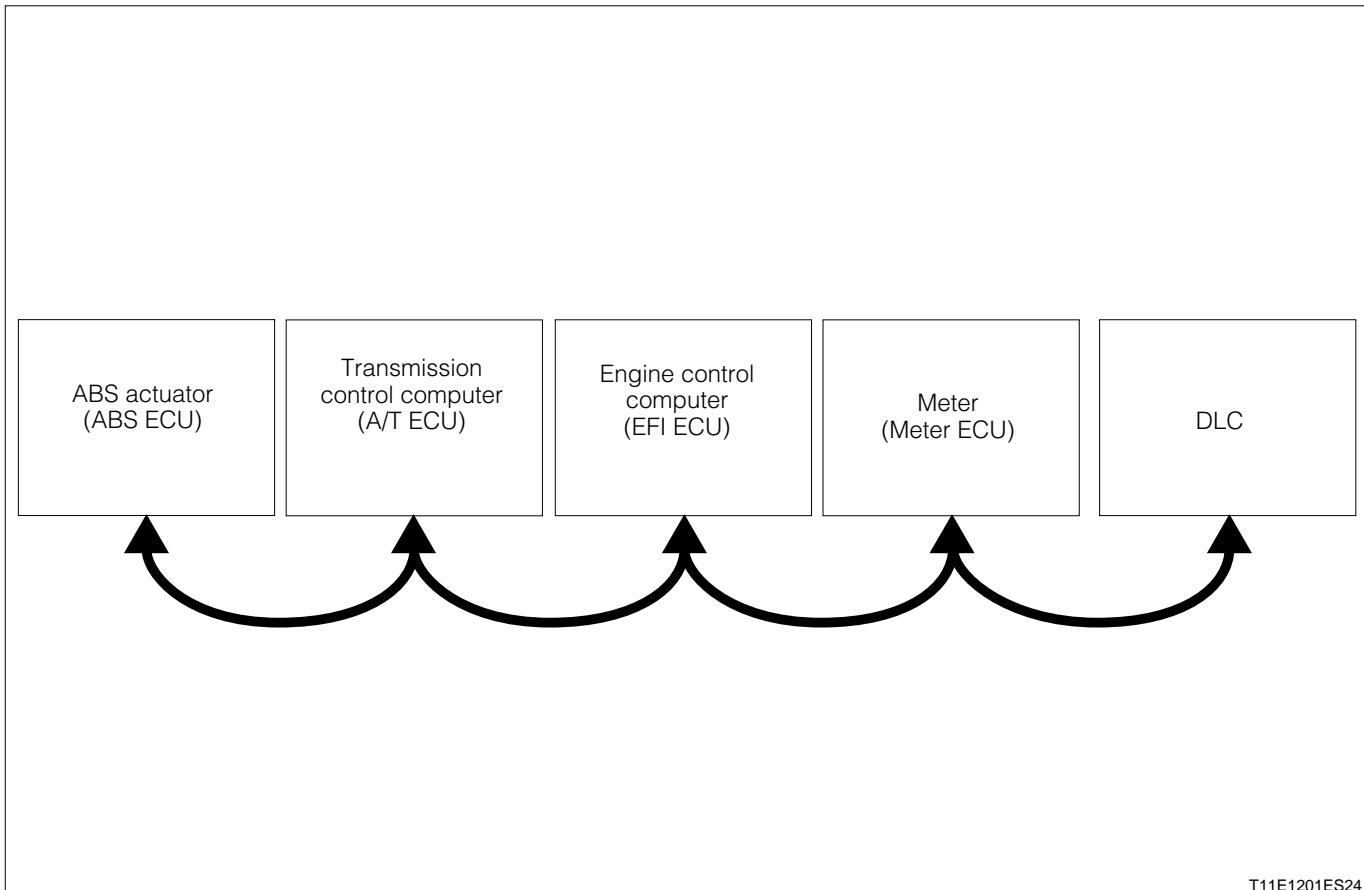 ABS actuator
(ABS ECU)
Transmission
control computer
(A/T ECU)
Engine control
computer
(EFI ECU)
Meter
(Meter ECU)
DLC
T11E1201ES24